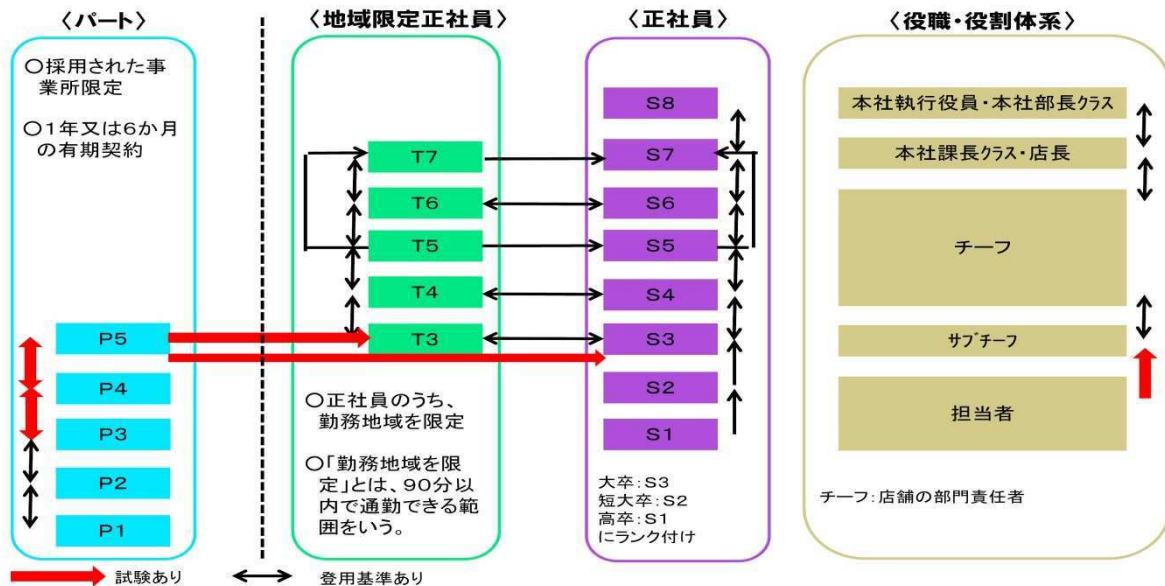 〈パート〉
〈地域限定正社員〉
〈正社員〉
〈役職・役割体系〉
○採用された事
業所限定
○1年又は6か月
の有期契約
P5
P4
P3
P2
P1
T7
T6
T5
T4
T3
○正社員のうち、
勤務地域を限定
○「勤務地域を限
定」とは、90分以
内で通勤できる範
囲をいう。
S8
S7
S6
S5
S4
S3
S2
S1
大卒:S3
短大卒:S2
高卒:S1
にランク付け
本社執行役員・本社部長クラス
本社課長クラス・店長
チーフ
サブチーフ
担当者
チーフ:店舗の部門責任者
試験あり
登用基準あり